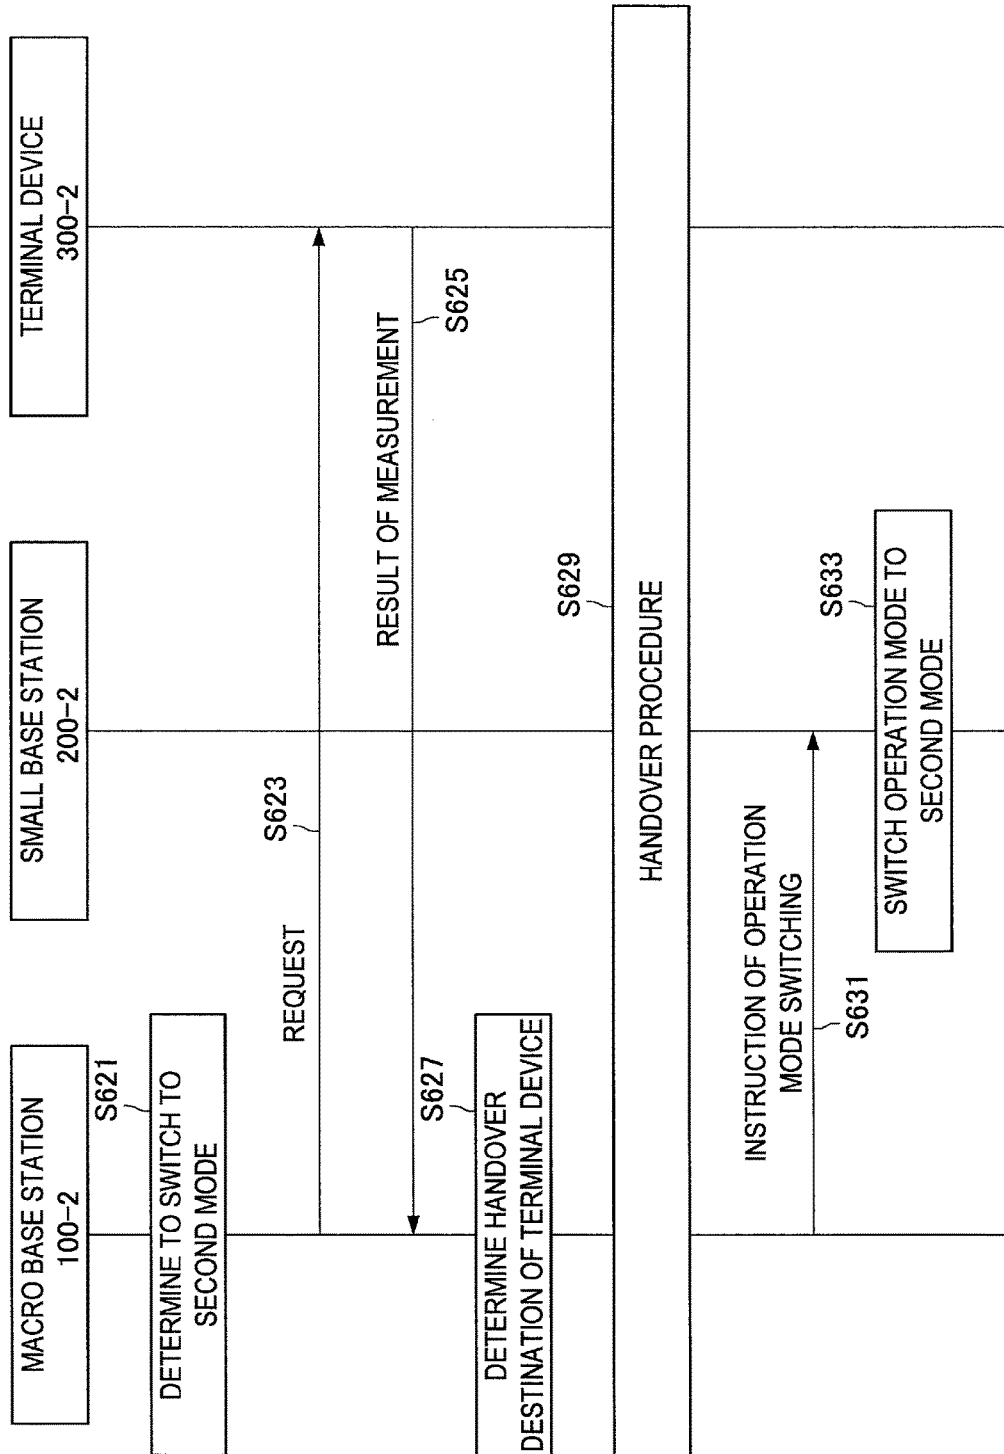 MACRO BASE STATION
100-2
SMALL BASE STATION
200-2
TERMINAL DEVICE
300-2
S621
DETERMINE TO SWITCH TO
SECOND MODE
REQUEST
S623
RESULT OF MEASUREMENT
S625
S627
DETERMINE HANDOVER
DESTINATION OF TERMINAL DEVICE
S629
HANDOVER PROCEDURE
INSTRUCTION OF OPERATION
MODE SWITCHING
S631
S633
SWITCH OPERATION MODE TO
SECOND MODE